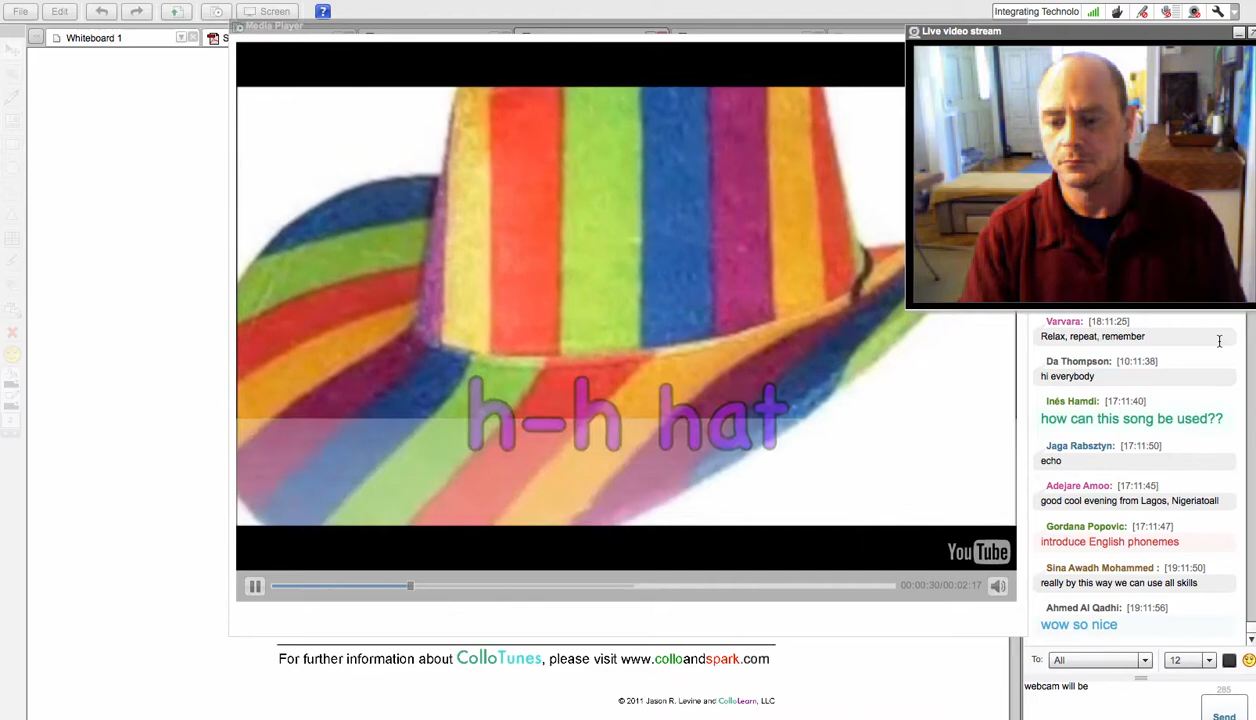 File
Edit
Screen
?
Integrating Technolo
Media Player
Whiteboard 1
S
Live video stream
h-h hat
YouTube
00:00:30/00:02:17
Varvara: [18:11:25]
Relax, repeat, remember
Da Thompson: [10:11:38]
hi everybody
Inés Hamdi: [17:11:40]
how can this song be used??
Jaga Rabsztyn: [17:11:50]
echo
Adejare Amoo: [17:11:45]
good cool evening from Lagos, Nigeriatoall
Gordana Popovic: [17:11:47]
introduce English phonemes
Sina Awadh Mohammed : [19:11:50]
really by this way we can use all skills
Ahmed Al Qadhi: [19:11:56]
wow so nice
To: All 12
webcam will be
285
Send
For further information about ColloTunes, please visit www.colloandspark.com
© 2011 Jason R. Levine and ColloLearn, LLC